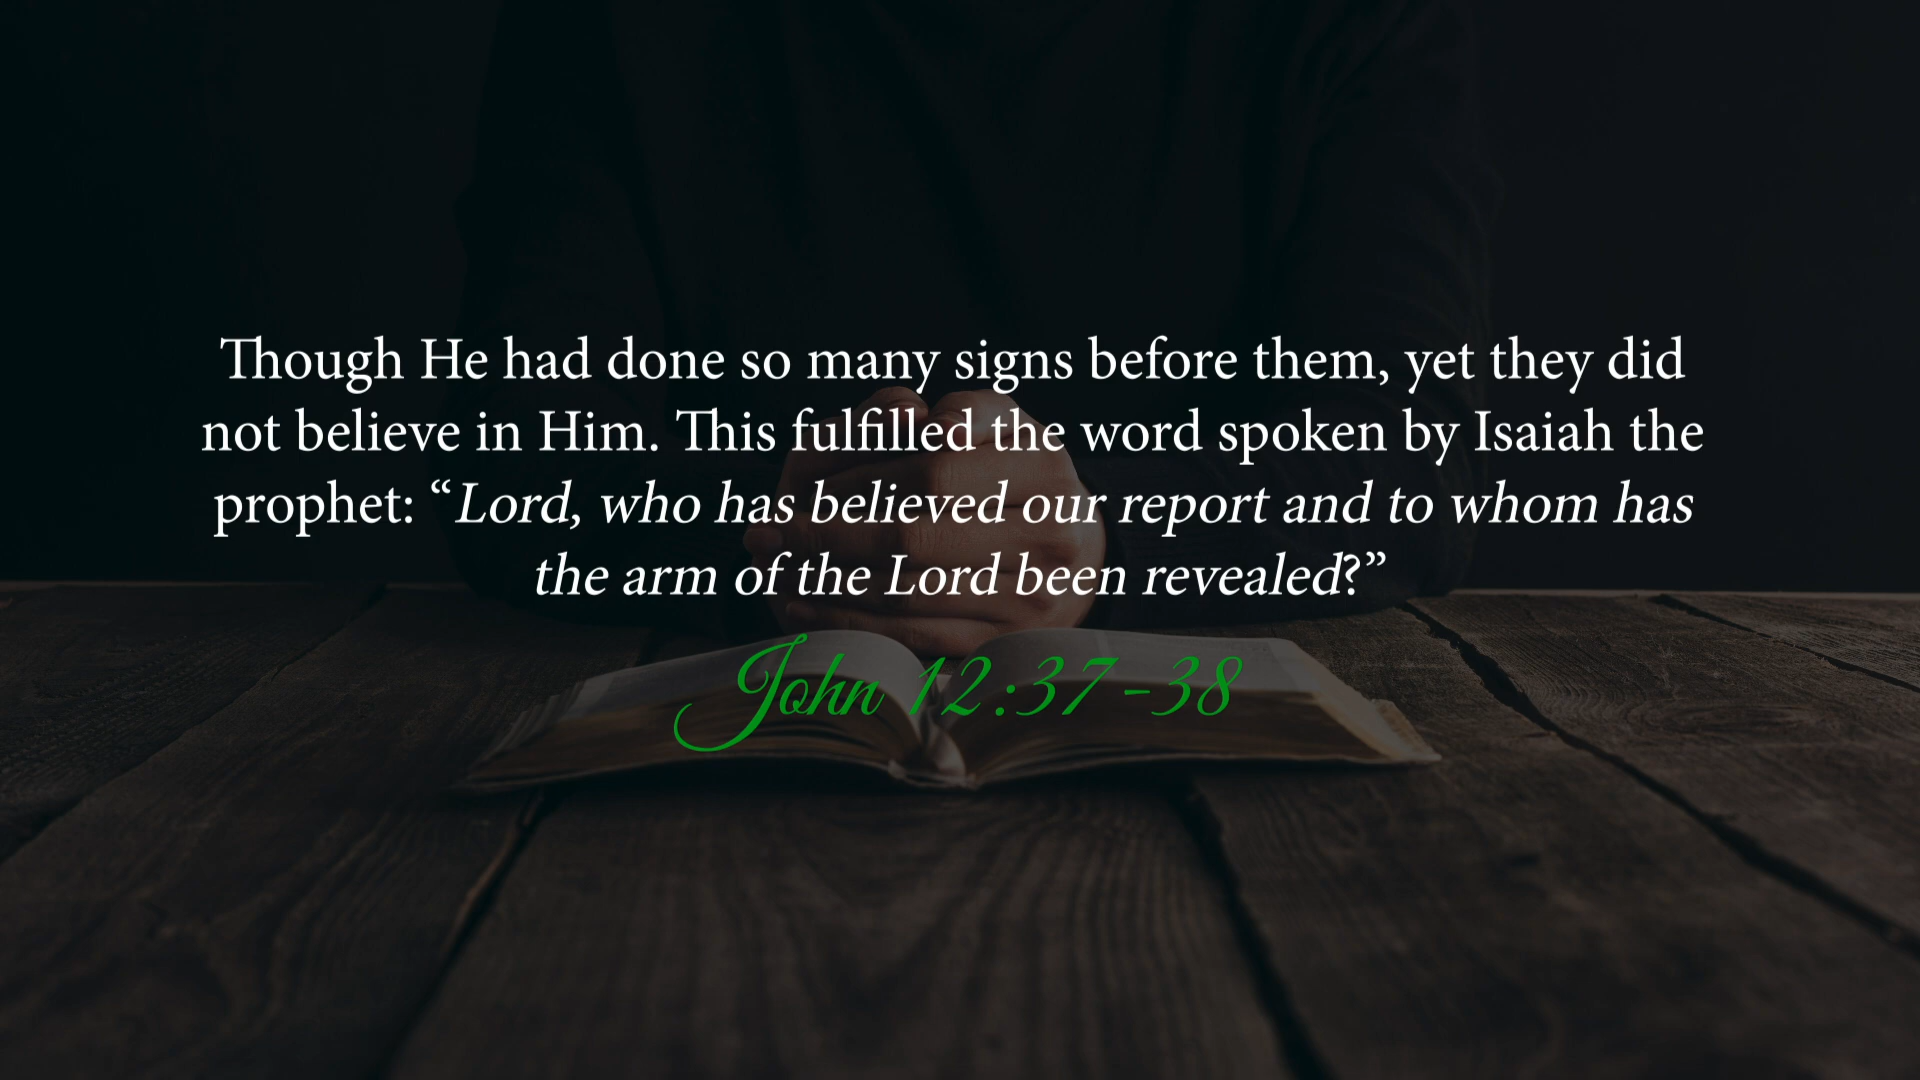 Though He had done so many signs before them, yet they did
not believe in Him. This fulfilled the word spoken by Isaiah the
prophet: “Lord, who has believed our report and to whom has
the arm of the Lord been revealed?”
John 12:37-38